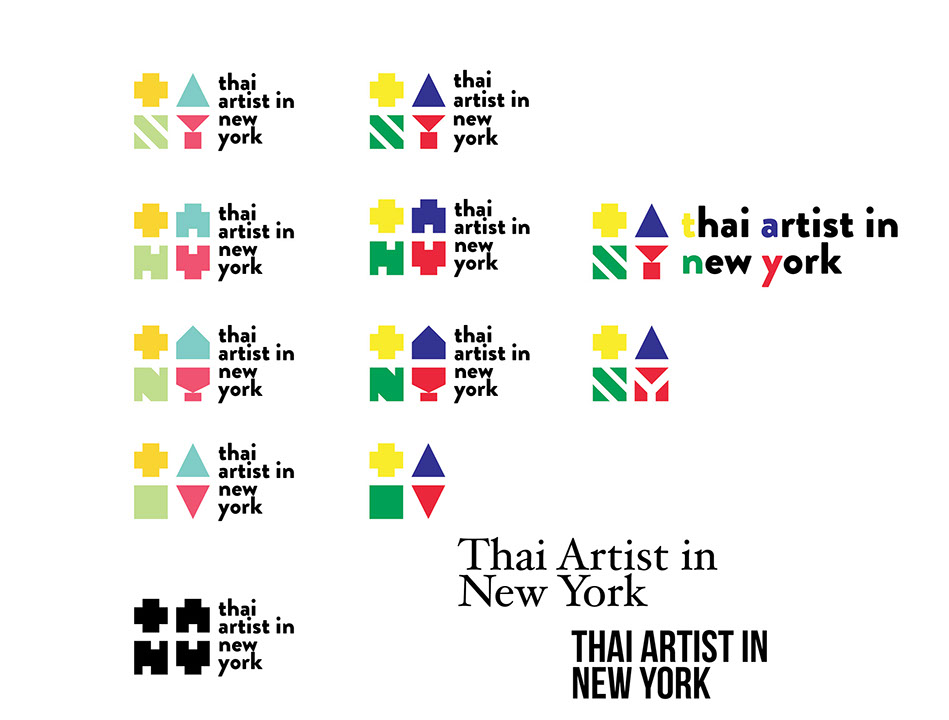 thai
artist in
new
york
thai
artist in
new
york
thai
artist in
new
york
thai
artist in
new
york
thai artist in
new york
thai
artist in
new
york
thai
artist in
new
york
thai
artist in
new
york
Thai Artist in
New York
thai
artist in
new
york
THAI ARTIST IN
NEW YORK